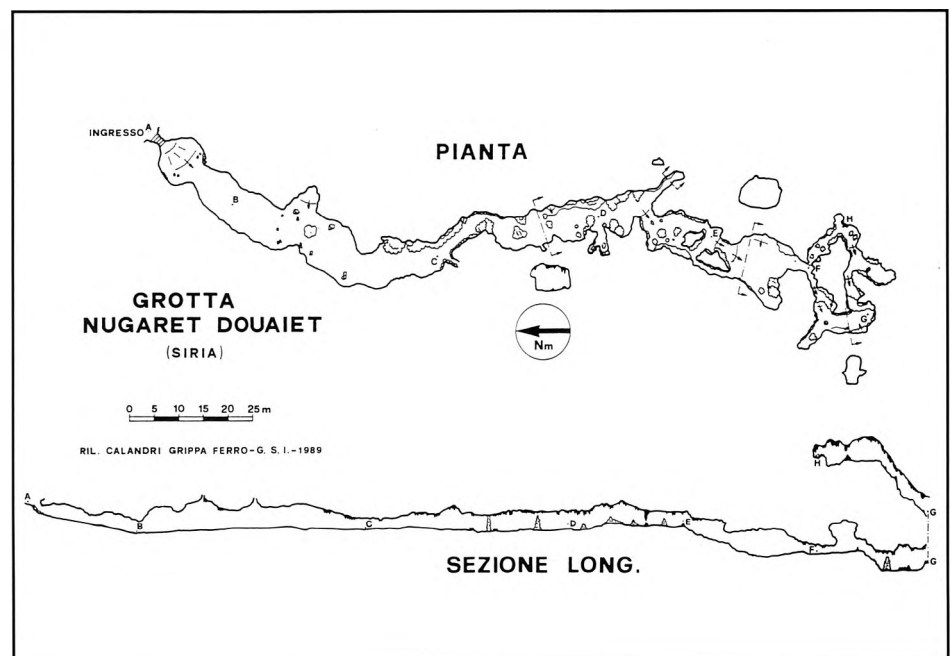 A
INGRESSO
PIANTA
B
C
D
E
F
H
G
GROTTA
NUGARET DOUAIET
(SIRIA)
Nm
0 5 10 15 20 25 m
RIL. CALANDRI GRIPPA FERRO-G. S. I.-1989
H
G
A
B
C
D
E
F
G
SEZIONE LONG.